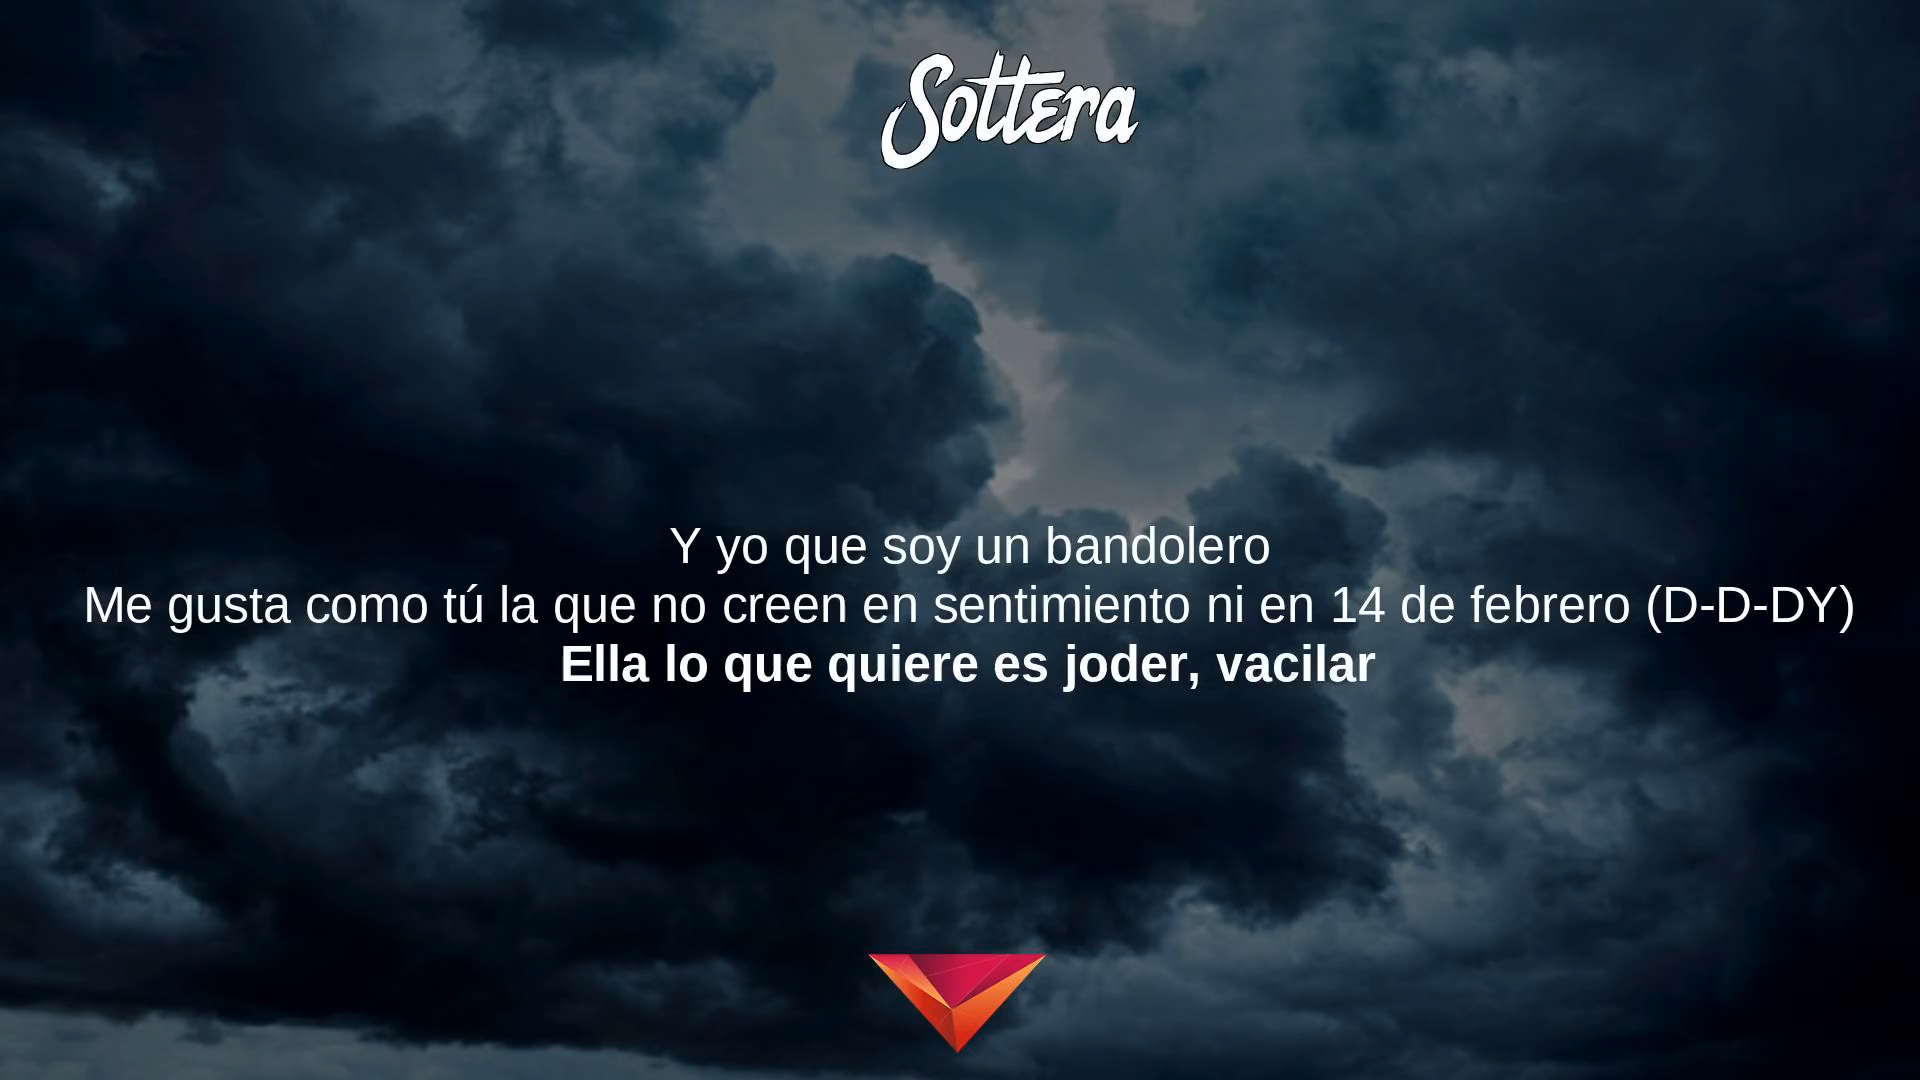 Sottera
Y yo que soy un bandolero
Me gusta como tú la que no creen en sentimiento ni en 14 de febrero (D-D-DY)
Ella lo que quiere es joder, vacilar